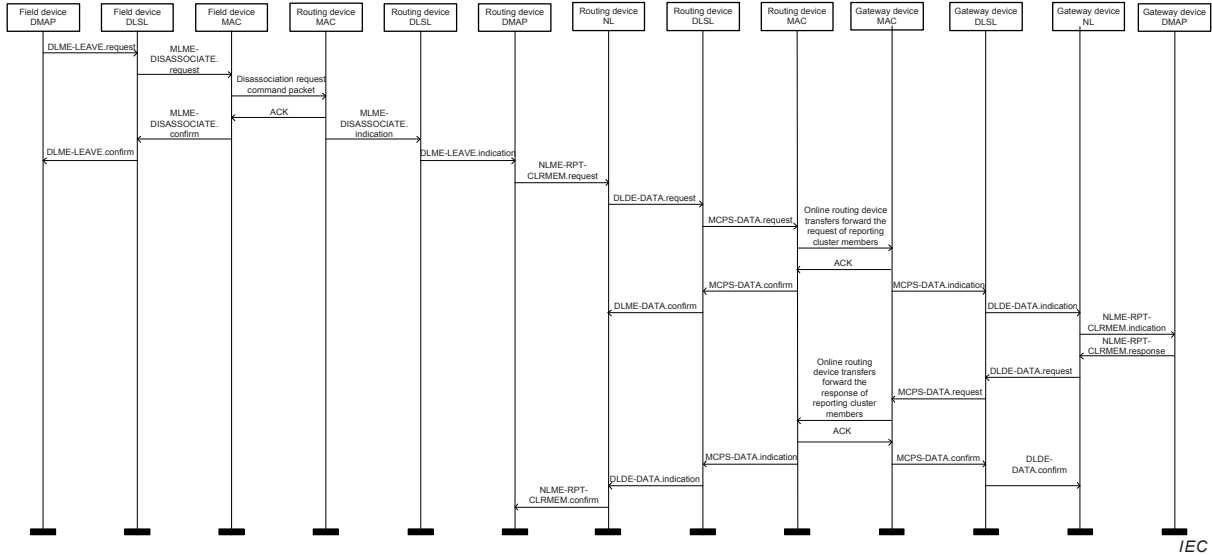 Field device
DMAP
Field device
DLSL
Field device
MAC
Routing device
MAC
Routing device
DLSL
Routing device
DMAP
Routing device
NL
Routing device
DLSL
Routing device
MAC
Gateway device
MAC
Gateway device
DLSL
Gateway device
NL
Gateway device
DMAP
DLME-LEAVE.request
MLME-
DISASSOCIATE.
request
Disassociation request
command packet
ACK
MLME-
DISASSOCIATE.
confirm
MLME-
DISASSOCIATE.
indication
DLME-LEAVE.confirm
DLME-LEAVE.indication
NLME-RPT-
CLRMEM.request
DLDE-DATA.request
MCPS-DATA.request
Online routing device
transfers forward the
request of reporting
cluster members
ACK
MCPS-DATA.confirm
MCPS-DATA.indication
DLME-DATA.confirm
DLDE-DATA.indication
NLME-RPT-
CLRMEM.indication
NLME-RPT-
CLRMEM.response
DLDE-DATA.request
MCPS-DATA.request
Online routing
device transfers
forward the
response of
reporting cluster
members
ACK
MCPS-DATA.indication
MCPS-DATA.confirm
DLDE-
DATA.confirm
DLDE-DATA.indication
NLME-RPT-
CLRMEM.confirm
IEC